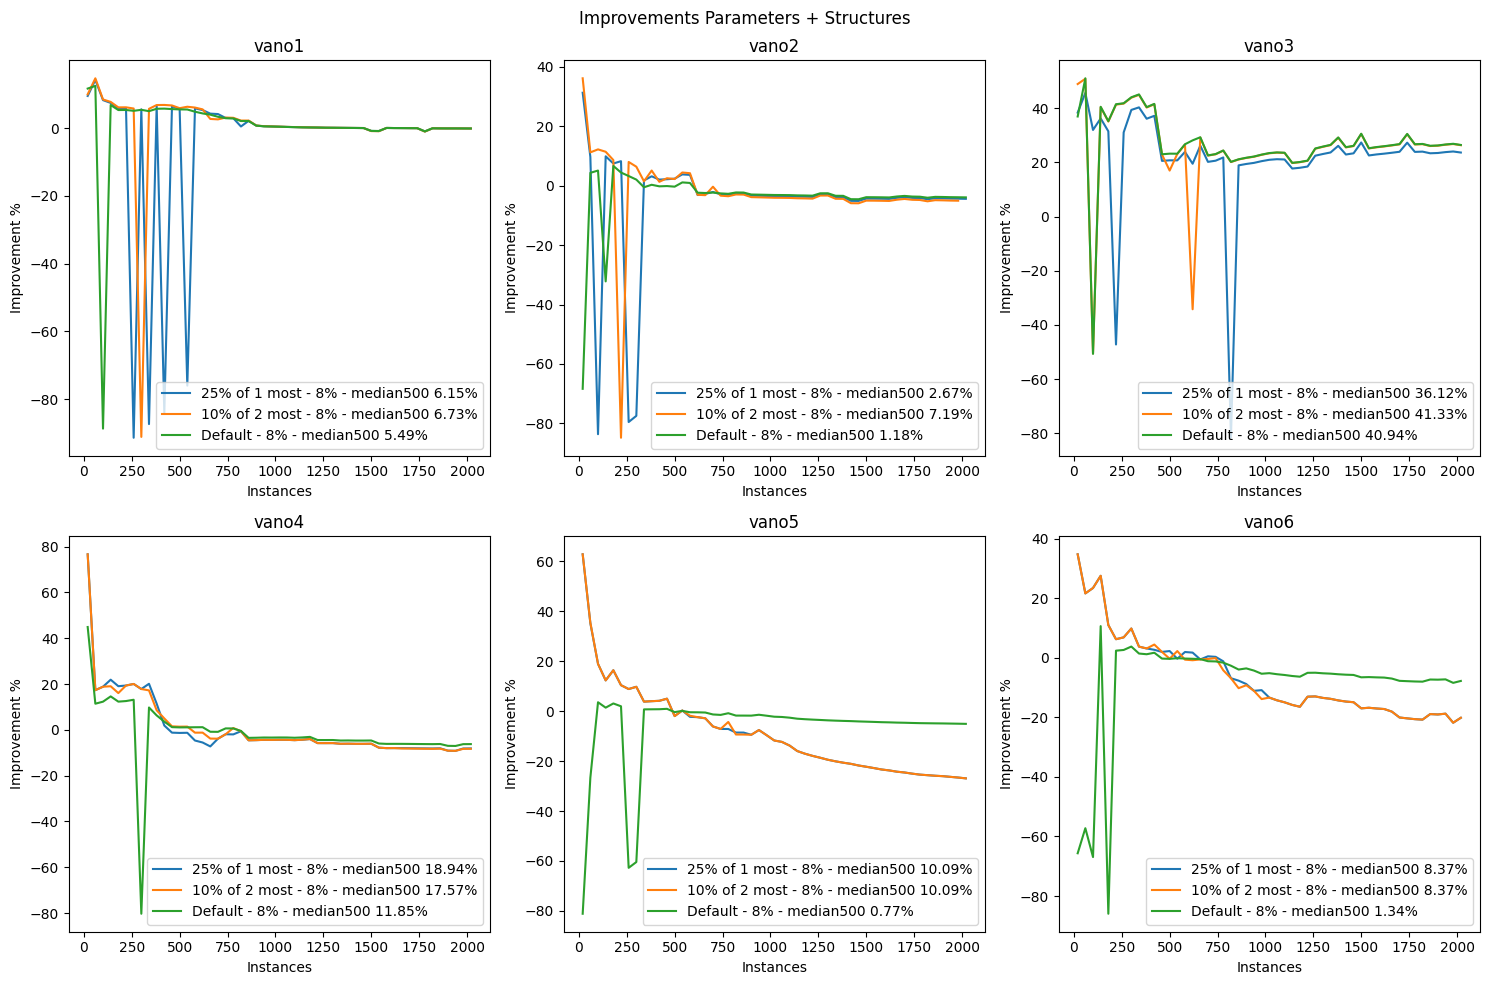 Improvements Parameters + Structures
vano1
Improvement %
0
−20
−40
−60
−80
25% of 1 most - 8% - median500 6.15%
10% of 2 most - 8% - median500 6.73%
Default - 8% - median500 5.49%
0 250 500 750 1000 1250 1500 1750 2000
Instances
vano2
Improvement %
40
20
0
−20
−40
−60
−80
25% of 1 most - 8% - median500 2.67%
10% of 2 most - 8% - median500 7.19%
Default - 8% - median500 1.18%
0 250 500 750 1000 1250 1500 1750 2000
Instances
vano3
Improvement %
40
20
0
−20
−40
−60
−80
25% of 1 most - 8% - median500 36.12%
10% of 2 most - 8% - median500 41.33%
Default - 8% - median500 40.94%
0 250 500 750 1000 1250 1500 1750 2000
Instances
vano4
Improvement %
80
60
40
20
0
−20
−40
−60
−80
25% of 1 most - 8% - median500 18.94%
10% of 2 most - 8% - median500 17.57%
Default - 8% - median500 11.85%
0 250 500 750 1000 1250 1500 1750 2000
Instances
vano5
Improvement %
60
40
20
0
−20
−40
−60
−80
25% of 1 most - 8% - median500 10.09%
10% of 2 most - 8% - median500 10.09%
Default - 8% - median500 0.77%
0 250 500 750 1000 1250 1500 1750 2000
Instances
vano6
Improvement %
40
20
0
−20
−40
−60
−80
25% of 1 most - 8% - median500 8.37%
10% of 2 most - 8% - median500 8.37%
Default - 8% - median500 1.34%
0 250 500 750 1000 1250 1500 1750 2000
Instances